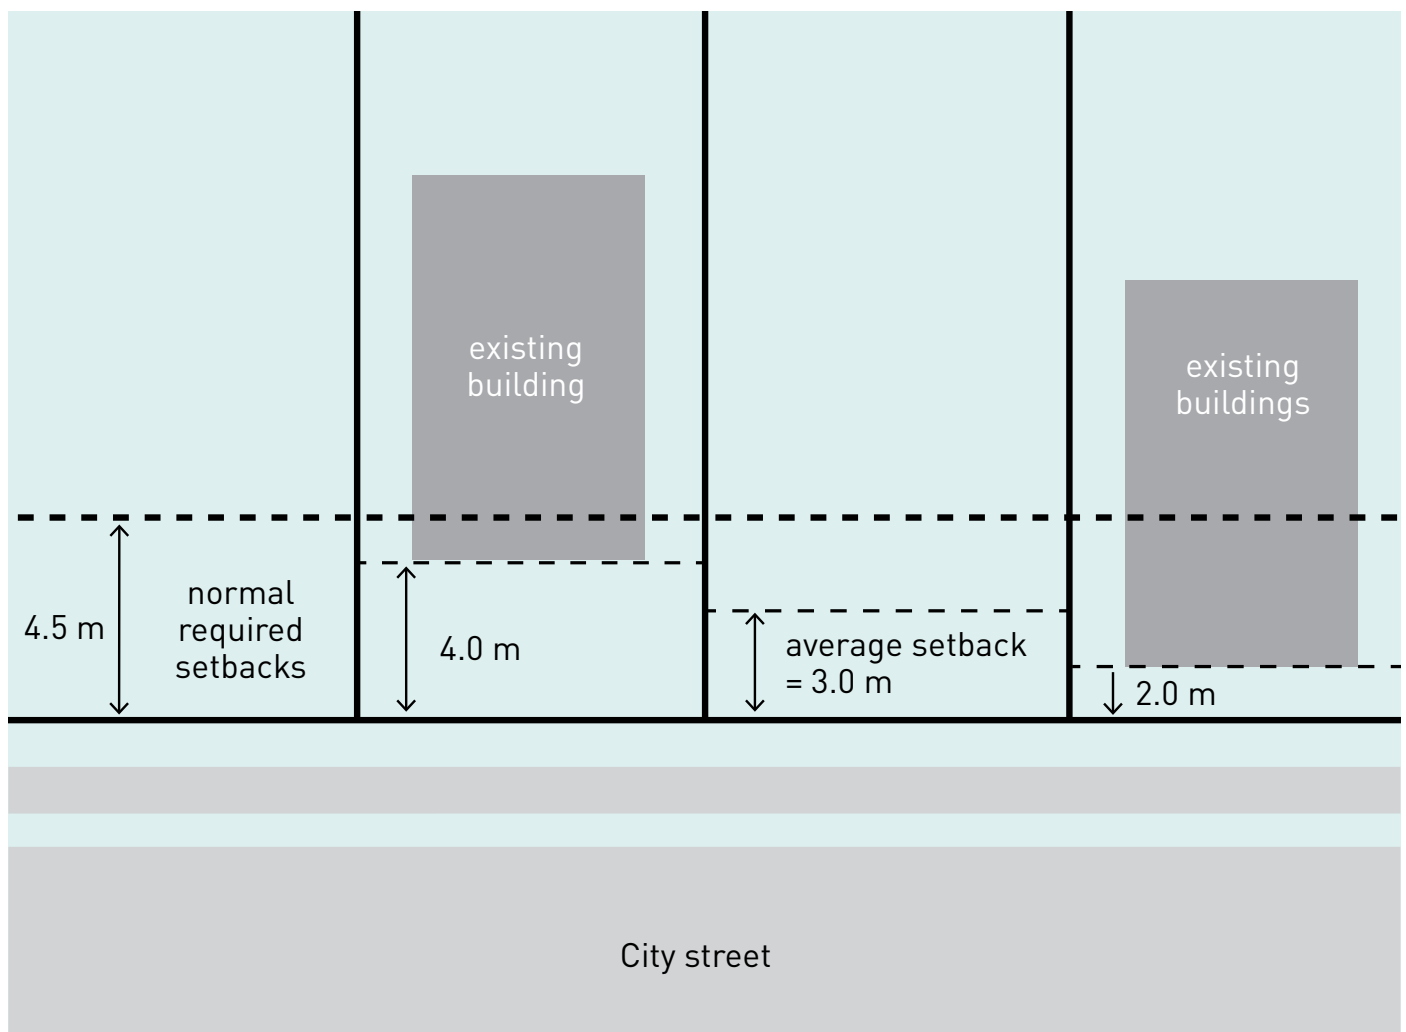 existing
building
existing
buildings
4.5 m
normal
required
setbacks
4.0 m
average setback
= 3.0 m
2.0 m
City street